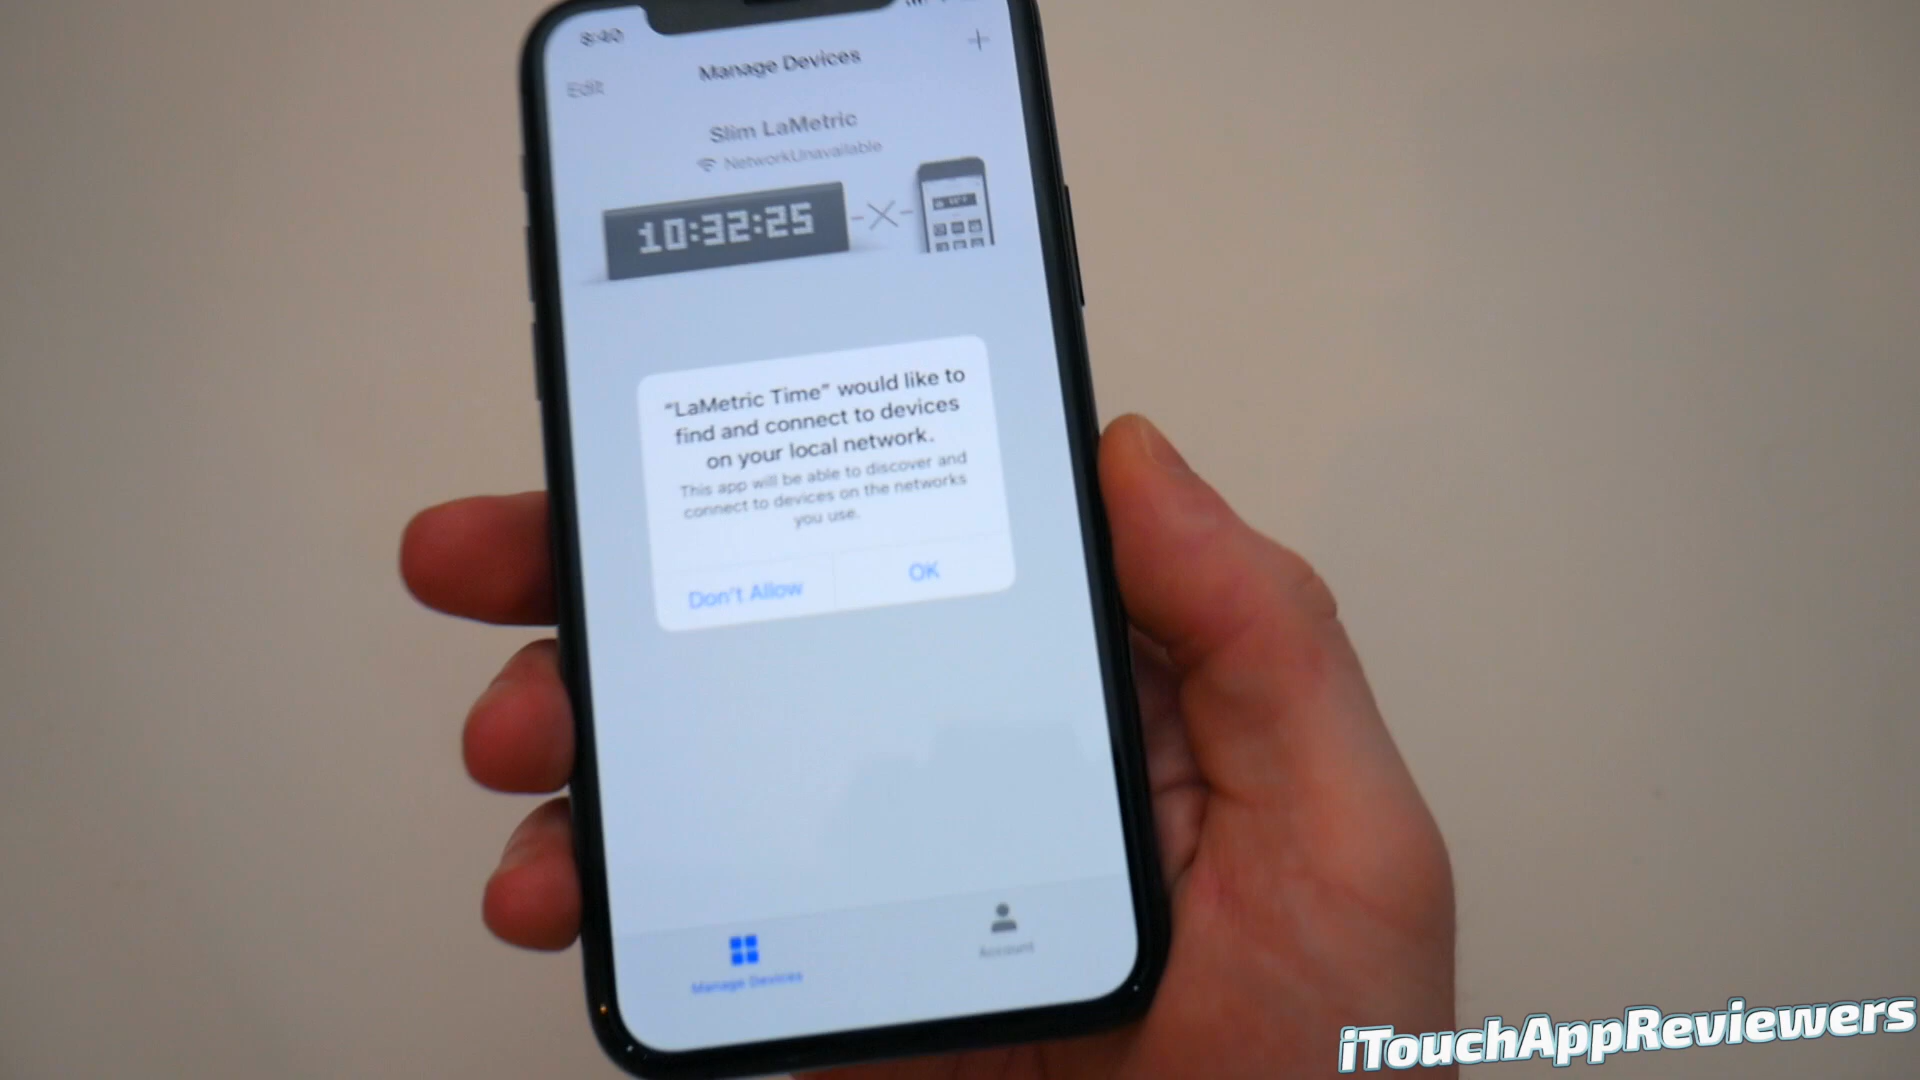 8:40
Manage Devices
Edit
Slim LaMetric
NetworkUnavailable
10:32:25
“LaMetric Time” would like to
find and connect to devices
on your local network.
This app will be able to discover and
connect to devices on the networks
you use.
Don’t Allow
OK
Manage Devices
Account
iTouchAppReviewers